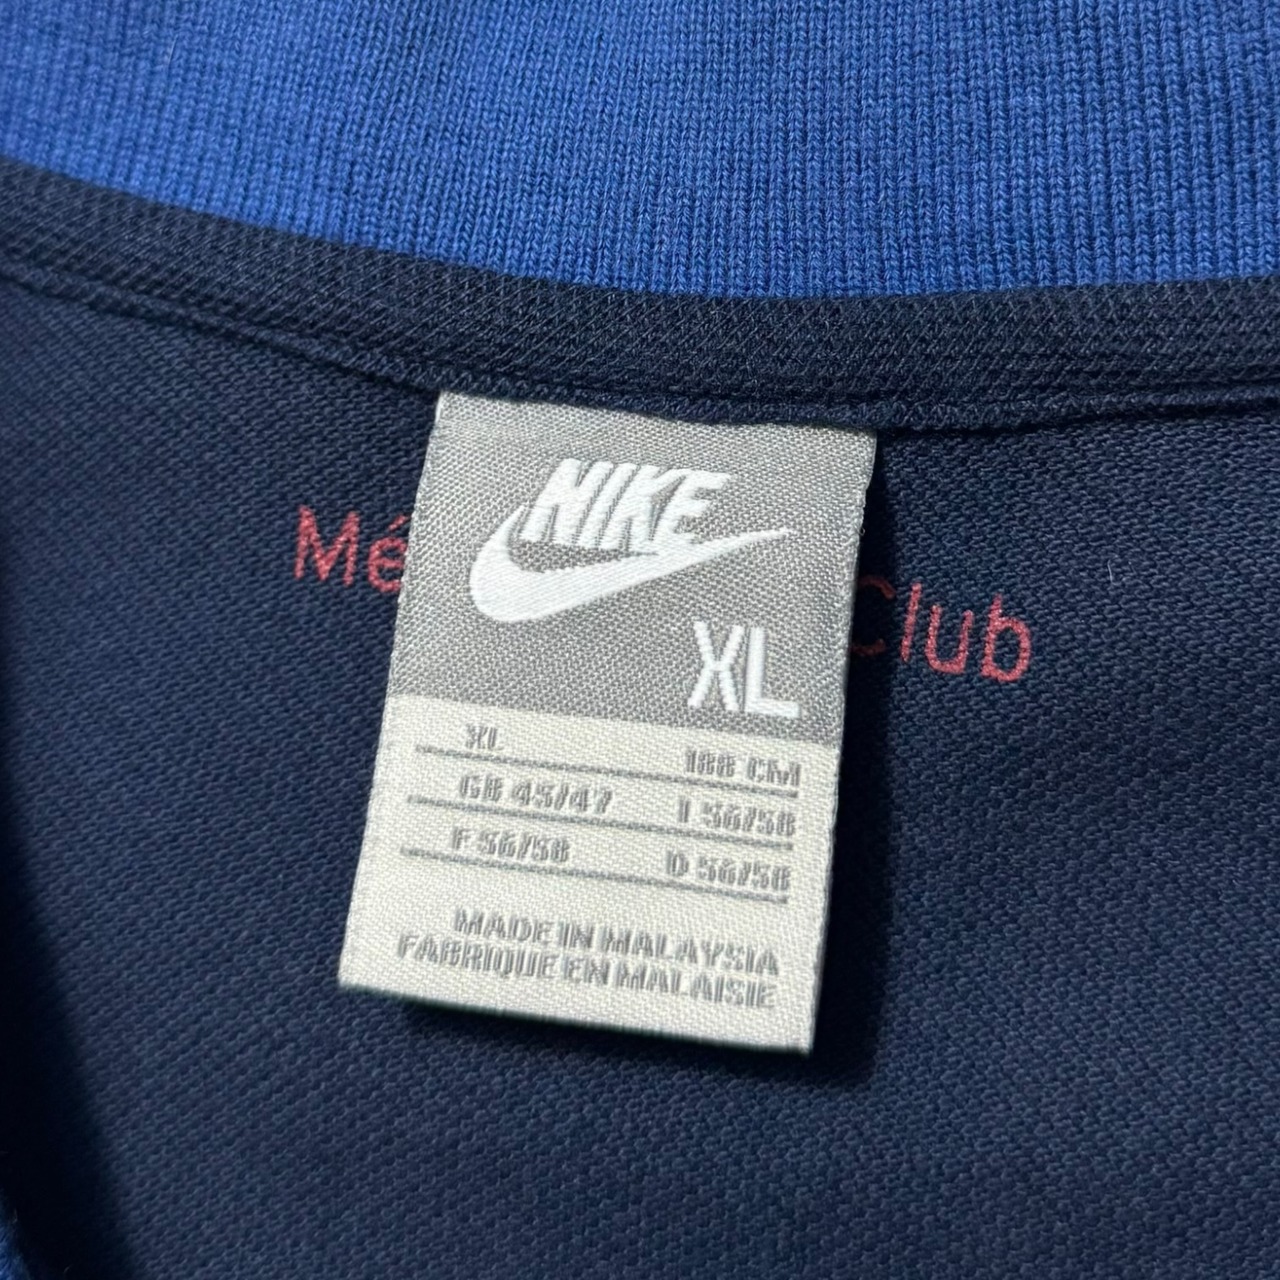 NIKE
Mé Club
XL
XL 188 CM
GB 45/47 I 56/58
F 56/58 D 56/58
MADE IN MALAYSIA
FABRIQUE EN MALAISIE